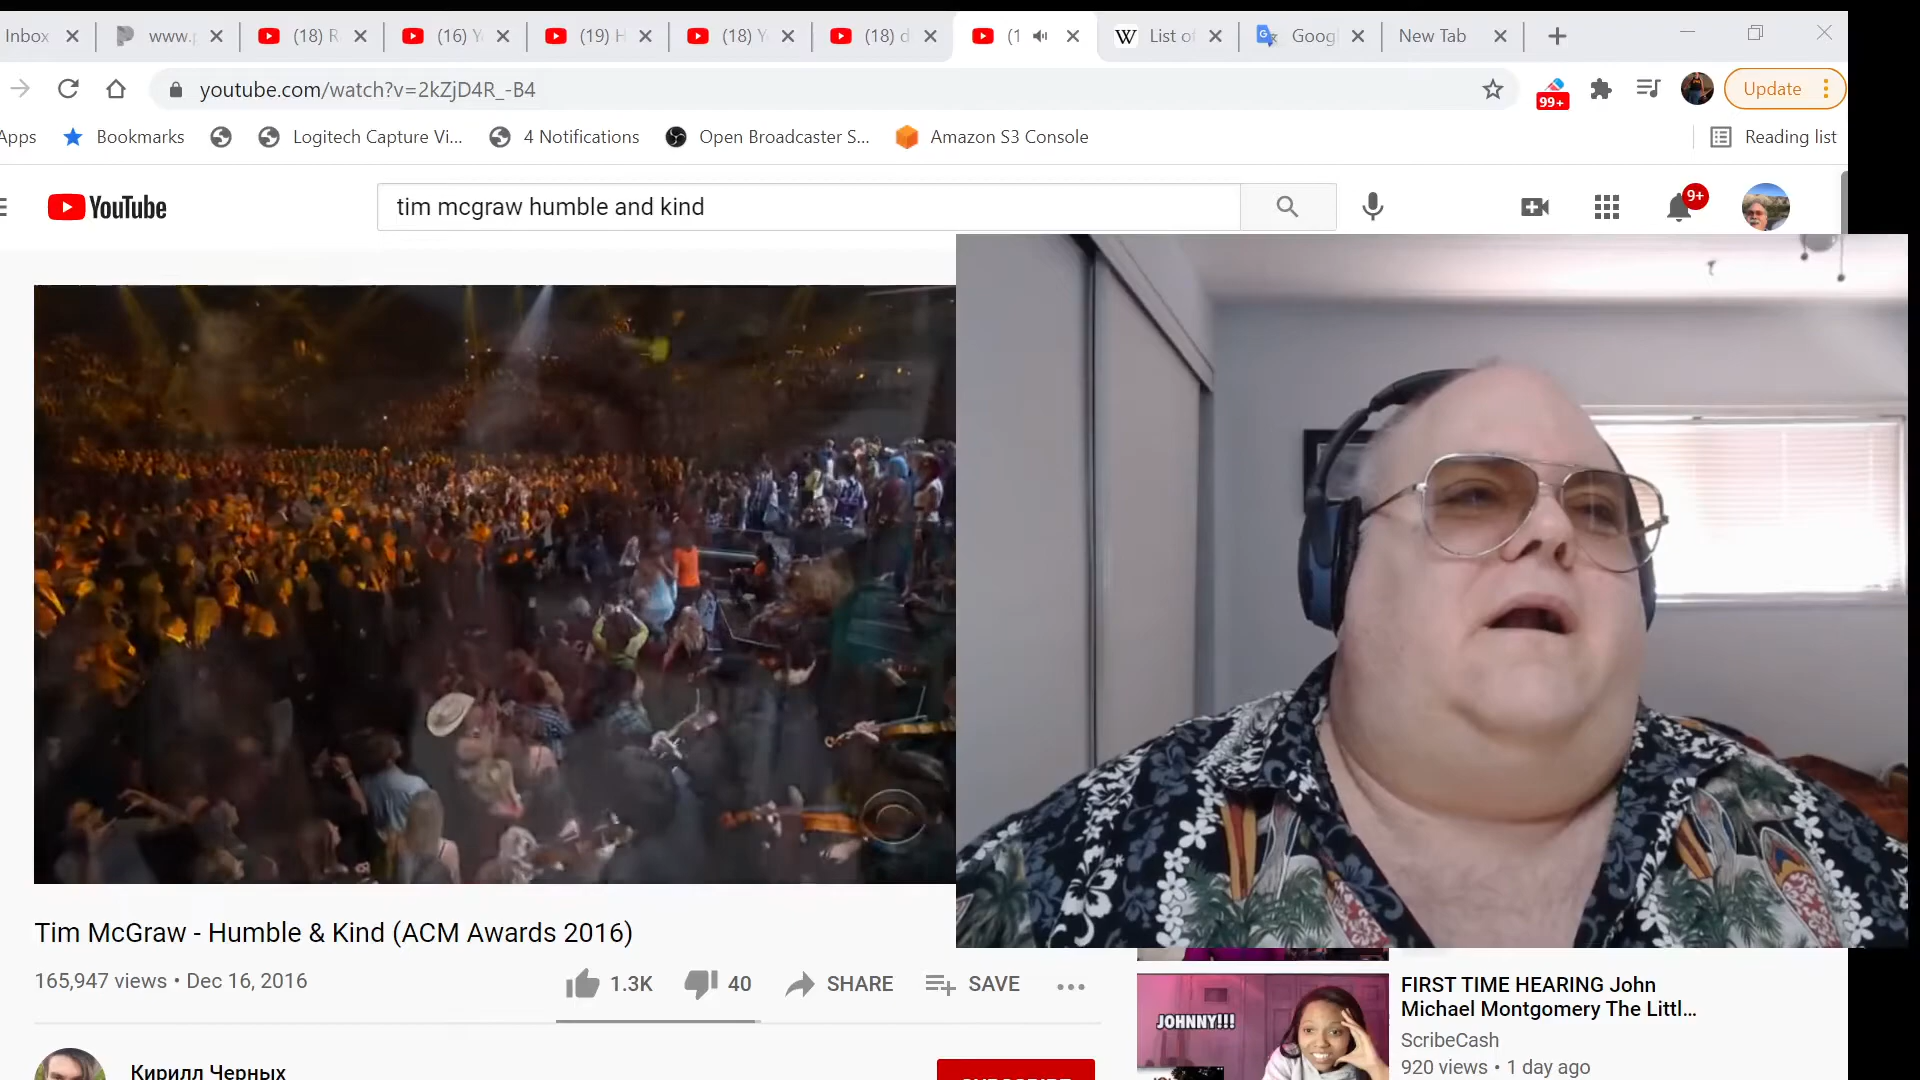 Inbox
www.p
(18) R
(16) Y
(19) H
(18) Y
(18) d
(1
List of
Googl
New Tab
youtube.com/watch?v=2kZjD4R_-B4
99+
Update
Apps
Bookmarks
Logitech Capture Vi...
4 Notifications
Open Broadcaster S...
Amazon S3 Console
Reading list
YouTube
tim mcgraw humble and kind
9+
Tim McGraw - Humble & Kind (ACM Awards 2016)
165,947 views • Dec 16, 2016
1.3K
40
SHARE
SAVE
FIRST TIME HEARING John
Michael Montgomery The Littl...
ScribeCash
920 views • 1 day ago
JOHNNY!!!
Кирилл Черных